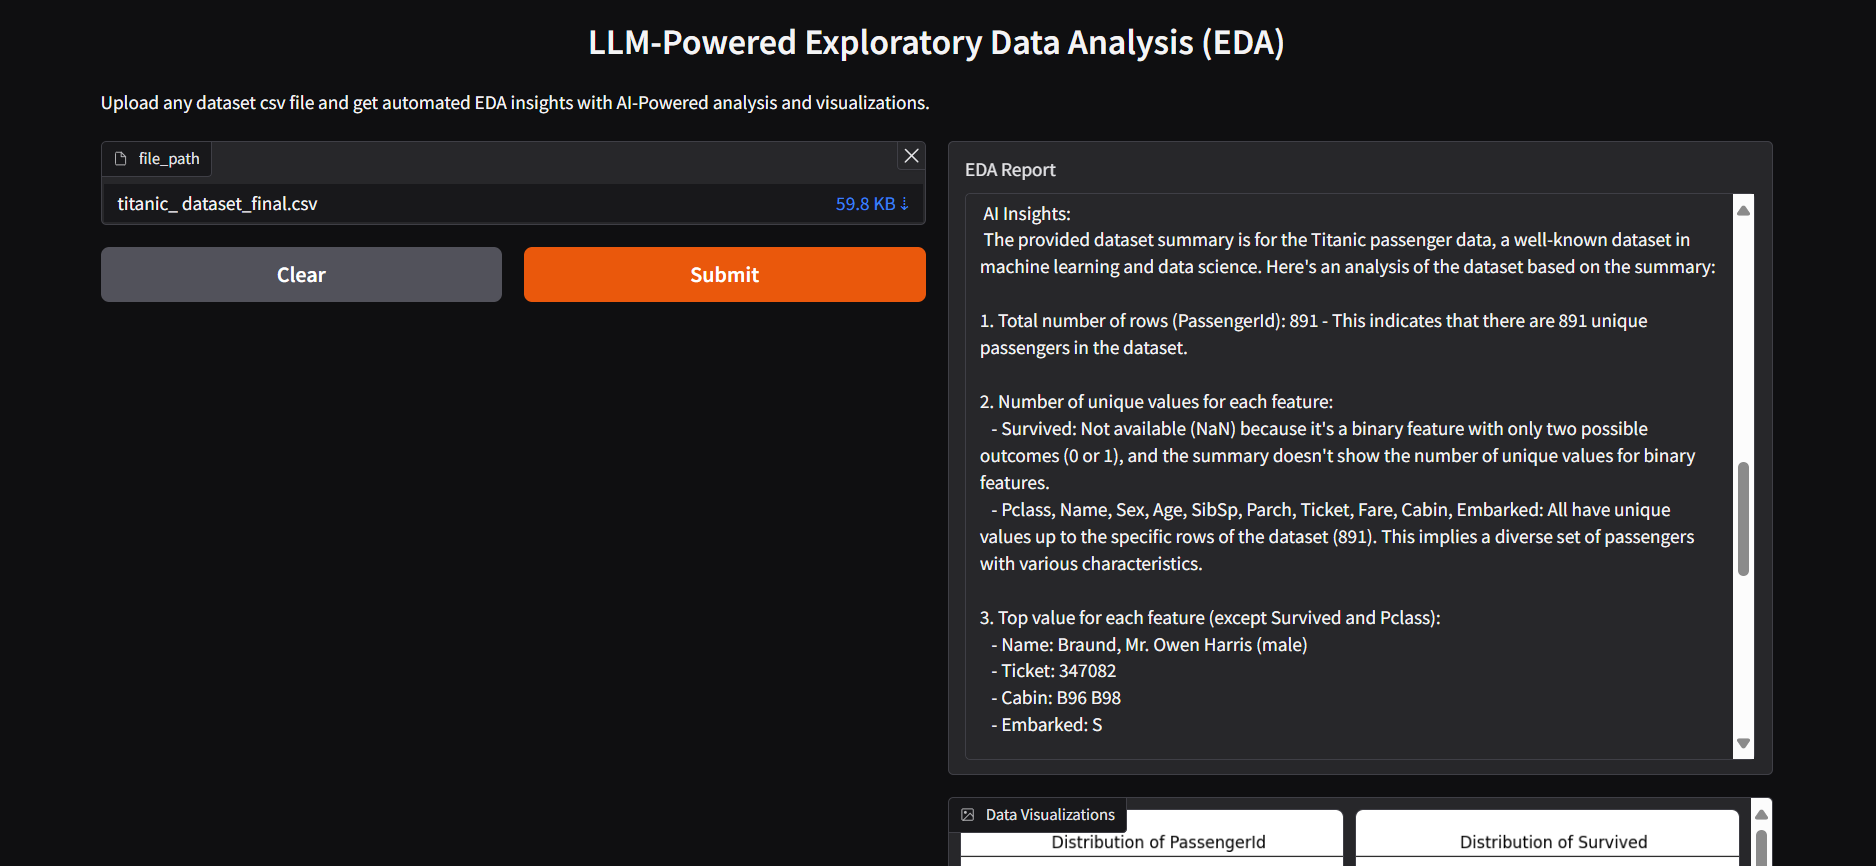 LLM-Powered Exploratory Data Analysis (EDA)
Upload any dataset csv file and get automated EDA insights with AI-Powered analysis and visualizations.
file_path
titanic_ dataset_final.csv
59.8 KB ⇣
Clear
Submit
EDA Report
AI Insights:
The provided dataset summary is for the Titanic passenger data, a well-known dataset in
machine learning and data science. Here's an analysis of the dataset based on the summary:
1. Total number of rows (PassengerId): 891 - This indicates that there are 891 unique
passengers in the dataset.
2. Number of unique values for each feature:
- Survived: Not available (NaN) because it's a binary feature with only two possible
outcomes (0 or 1), and the summary doesn't show the number of unique values for binary
features.
- Pclass, Name, Sex, Age, SibSp, Parch, Ticket, Fare, Cabin, Embarked: All have unique
values up to the specific rows of the dataset (891). This implies a diverse set of passengers
with various characteristics.
3. Top value for each feature (except Survived and Pclass):
- Name: Braund, Mr. Owen Harris (male)
- Ticket: 347082
- Cabin: B96 B98
- Embarked: S
Data Visualizations
Distribution of PassengerId
Distribution of Survived